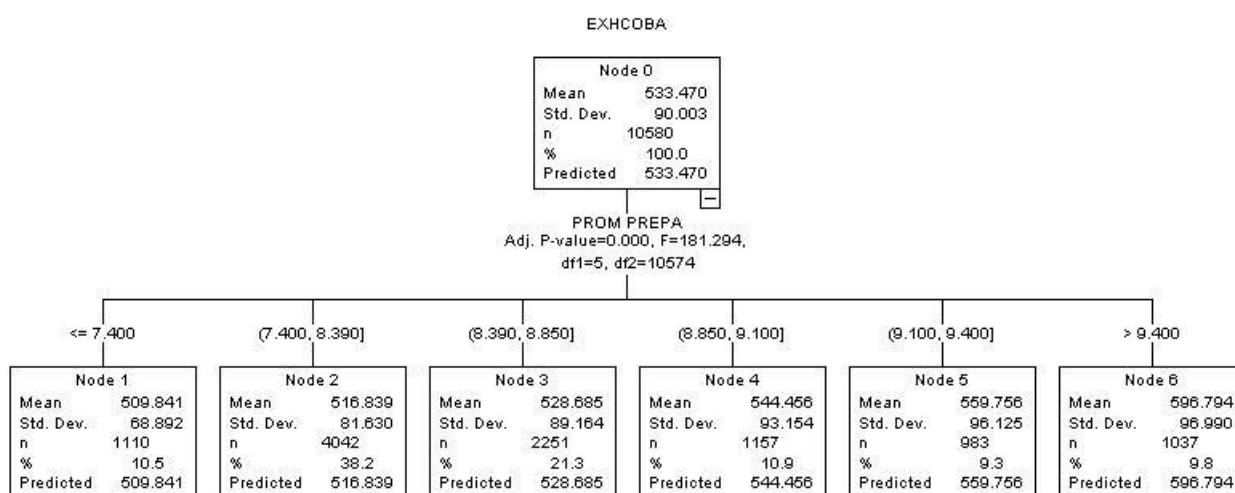 EXHCOBA
Node 0
Mean 533.470
Std. Dev. 90.003
n 10580
% 100.0
Predicted 533.470
PROM PREPA
Adj. P-value=0.000, F=181.294,
df1=5, df2=10574
<= 7.400
(7.400, 8.390]
(8.390, 8.850]
(8.850, 9.100]
(9.100, 9.400]
> 9.400
Node 1
Mean 509.841
Std. Dev. 68.892
n 1110
% 10.5
Predicted 509.841
Node 2
Mean 516.839
Std. Dev. 81.630
n 4042
% 38.2
Predicted 516.839
Node 3
Mean 528.685
Std. Dev. 89.164
n 2251
% 21.3
Predicted 528.685
Node 4
Mean 544.456
Std. Dev. 93.154
n 1157
% 10.9
Predicted 544.456
Node 5
Mean 559.756
Std. Dev. 96.125
n 983
% 9.3
Predicted 559.756
Node 6
Mean 596.794
Std. Dev. 96.990
n 1037
% 9.8
Predicted 596.794